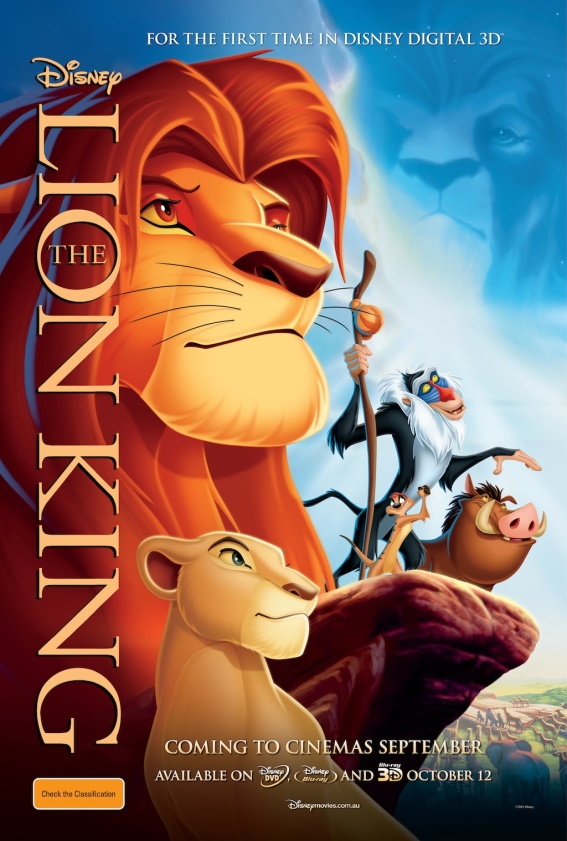 FOR THE FIRST TIME IN DISNEY DIGITAL 3D™
Disney
THE
LION KING
COMING TO CINEMAS SEPTEMBER
AVAILABLE ON Disney DVD, Disney Blu-ray AND Blu-ray 3D OCTOBER 12
Check the Classification
Disneymovies.com.au